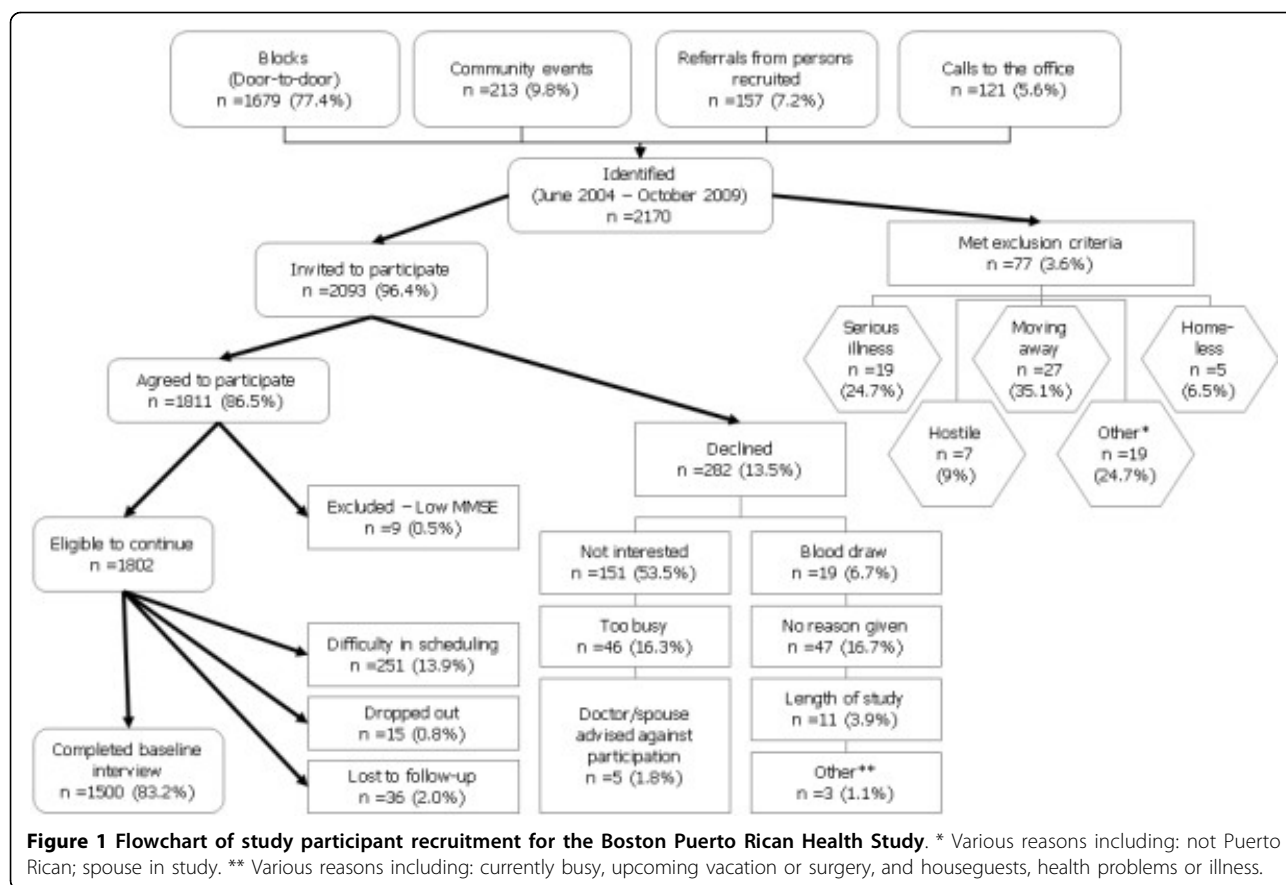 Blocks
(Door-to-door)
n =1679 (77.4%)
Community events
n =213 (9.8%)
Referrals from persons
recruited
n =157 (7.2%)
Calls to the office
n =121 (5.6%)
Identified
(June 2004 – October 2009)
n =2170
Invited to participate
n =2093 (96.4%)
Met exclusion criteria
n =77 (3.6%)
Serious
illness
n =19
(24.7%)
Moving
away
n =27
(35.1%)
Home-
less
n =5
(6.5%)
Hostile
n =7
(9%)
Other*
n =19
(24.7%)
Agreed to participate
n =1811 (86.5%)
Declined
n =282 (13.5%)
Excluded – Low MMSE
n =9 (0.5%)
Eligible to continue
n =1802
Not interested
n =151 (53.5%)
Blood draw
n =19 (6.7%)
Too busy
n =46 (16.3%)
No reason given
n =47 (16.7%)
Doctor/spouse
advised against
participation
n =5 (1.8%)
Length of study
n =11 (3.9%)
Other**
n =3 (1.1%)
Difficulty in scheduling
n =251 (13.9%)
Dropped out
n =15 (0.8%)
Lost to follow-up
n =36 (2.0%)
Completed baseline
interview
n =1500 (83.2%)
Figure 1 Flowchart of study participant recruitment for the Boston Puerto Rican Health Study. * Various reasons including: not Puerto
Rican; spouse in study. ** Various reasons including: currently busy, upcoming vacation or surgery, and houseguests, health problems or illness.